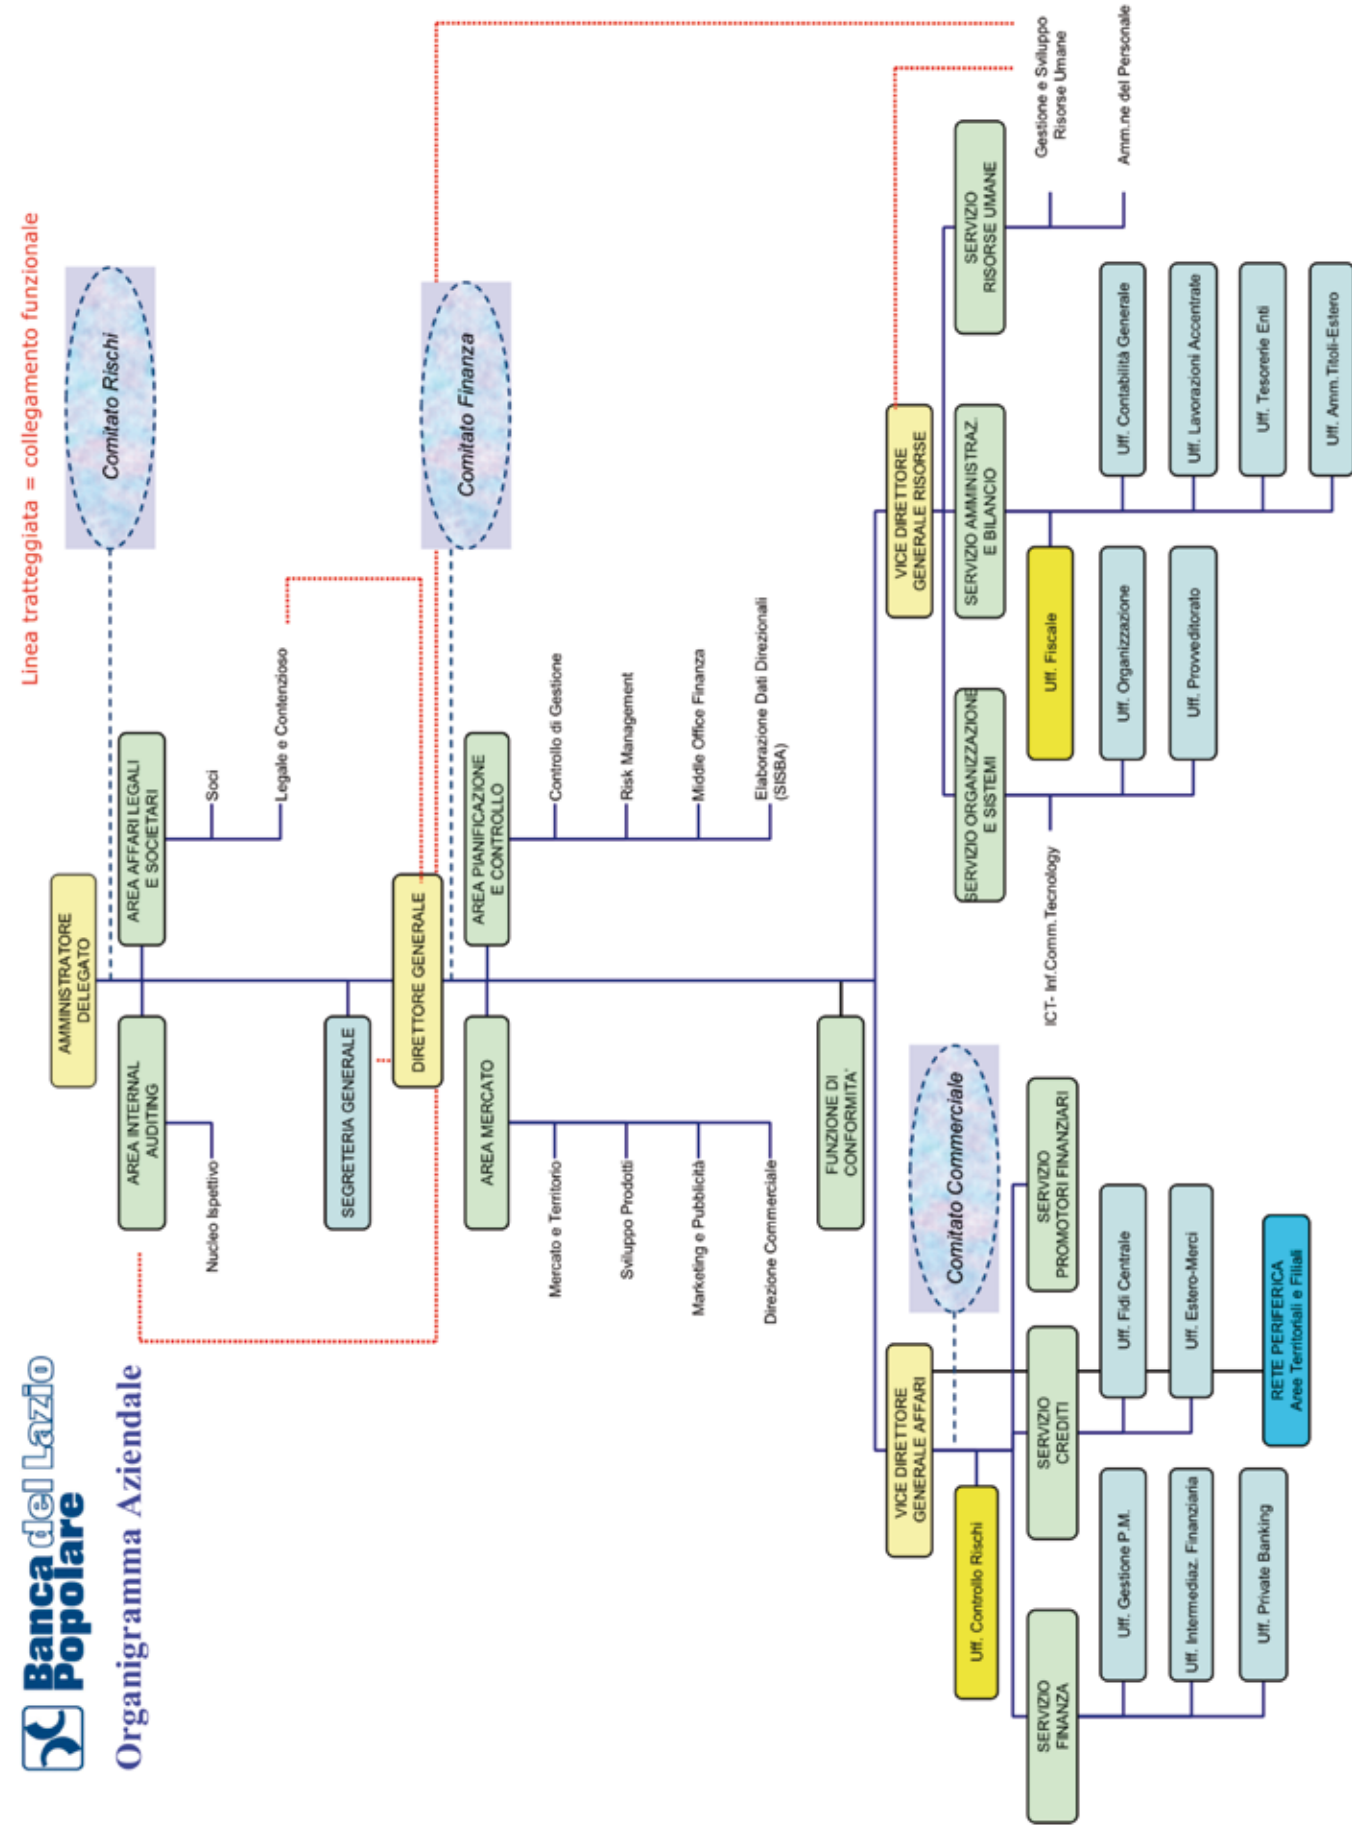 Banca del Lazio
Popolare
Organigramma Aziendale
Linea tratteggiata = collegamento funzionale
AMMINISTRATORE
DELEGATO
Comitato Rischi
AREA INTERNAL
AUDITING
AREA AFFARI LEGALI
E SOCIETARI
Nucleo Ispettivo
Soci
Legale e Contenzioso
SEGRETERIA GENERALE
DIRETTORE GENERALE
Comitato Finanza
AREA MERCATO
AREA PIANIFICAZIONE
E CONTROLLO
Mercato e Territorio
Sviluppo Prodotti
Marketing e Pubblicità
Direzione Commerciale
Controllo di Gestione
Risk Management
Middle Office Finanza
Elaborazione Dati Direzionali
(SISBA)
FUNZIONE DI
CONFORMITA`
VICE DIRETTORE
GENERALE AFFARI
Comitato Commerciale
Uff. Controllo Rischi
SERVIZIO
FINANZA
SERVIZIO
CREDITI
SERVIZIO
PROMOTORI FINANZIARI
Uff. Gestione P.M.
Uff. Intermediaz. Finanziaria
Uff. Private Banking
Uff. Fidi Centrale
Uff. Estero-Merci
RETE PERIFERICA
Aree Territoriali e Filiali
VICE DIRETTORE
GENERALE RISORSE
SERVIZIO ORGANIZZAZIONE
E SISTEMI
SERVIZIO AMMINISTRAZ.
E BILANCIO
SERVIZIO
RISORSE UMANE
ICT- Inf.Comm.Tecnology
Uff. Fiscale
Uff. Organizzazione
Uff. Provveditorato
Uff. Contabilità Generale
Uff. Lavorazioni Accentrate
Uff. Tesorerie Enti
Uff. Amm.Titoli-Estero
Gestione e Sviluppo
Risorse Umane
Amm.ne del Personale